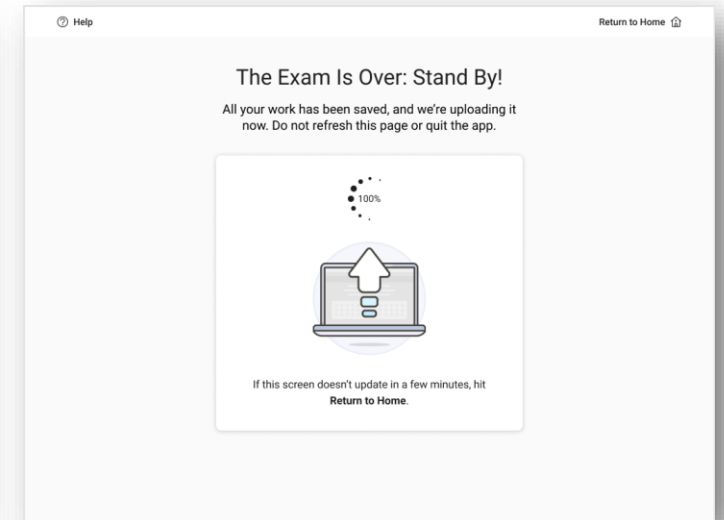 Help
Return to Home
The Exam Is Over: Stand By!
All your work has been saved, and we’re uploading it
now. Do not refresh this page or quit the app.
100%
If this screen doesn’t update in a few minutes, hit
Return to Home.